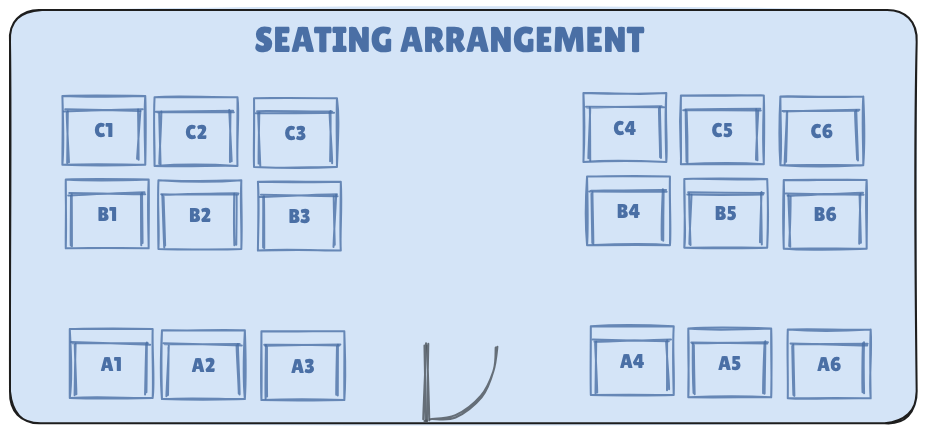 SEATING ARRANGEMENT
C1 C2 C3 C4 C5 C6
B1 B2 B3 B4 B5 B6
A1 A2 A3 A4 A5 A6